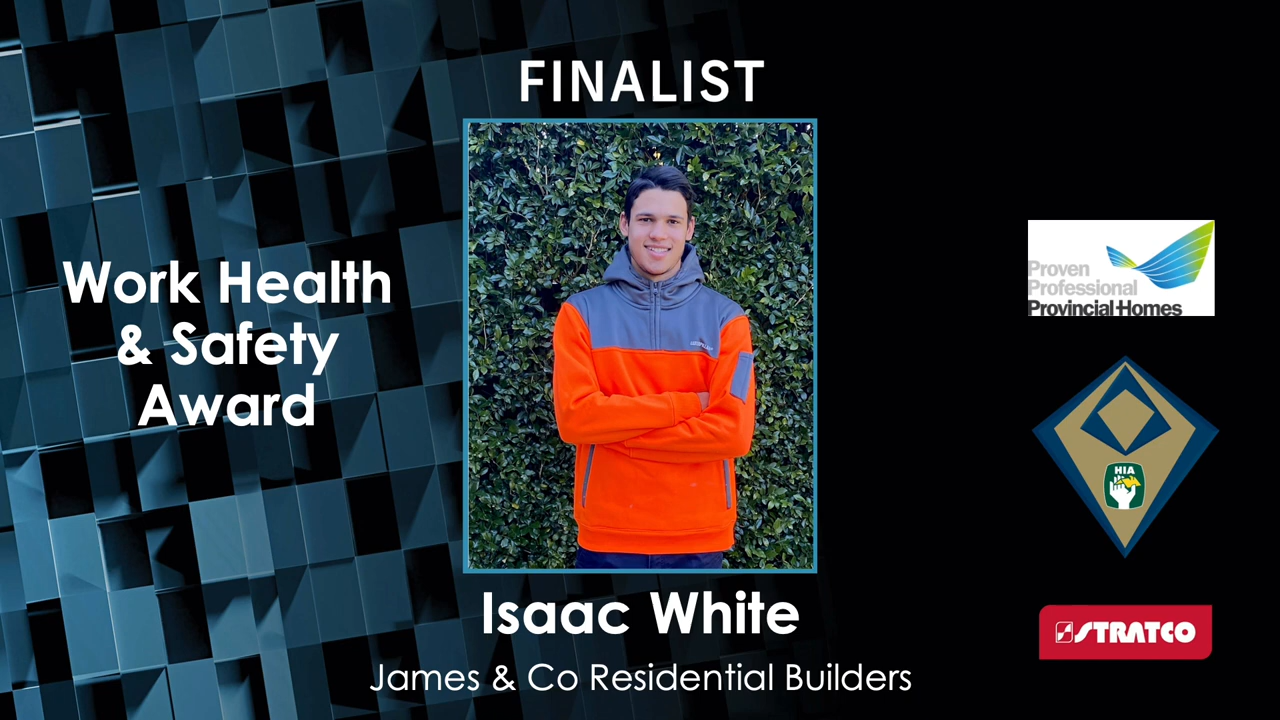 FINALIST
Work Health
& Safety
Award
Proven
Professional
Provincial Homes
HIA
STRATCO
Isaac White
James & Co Residential Builders